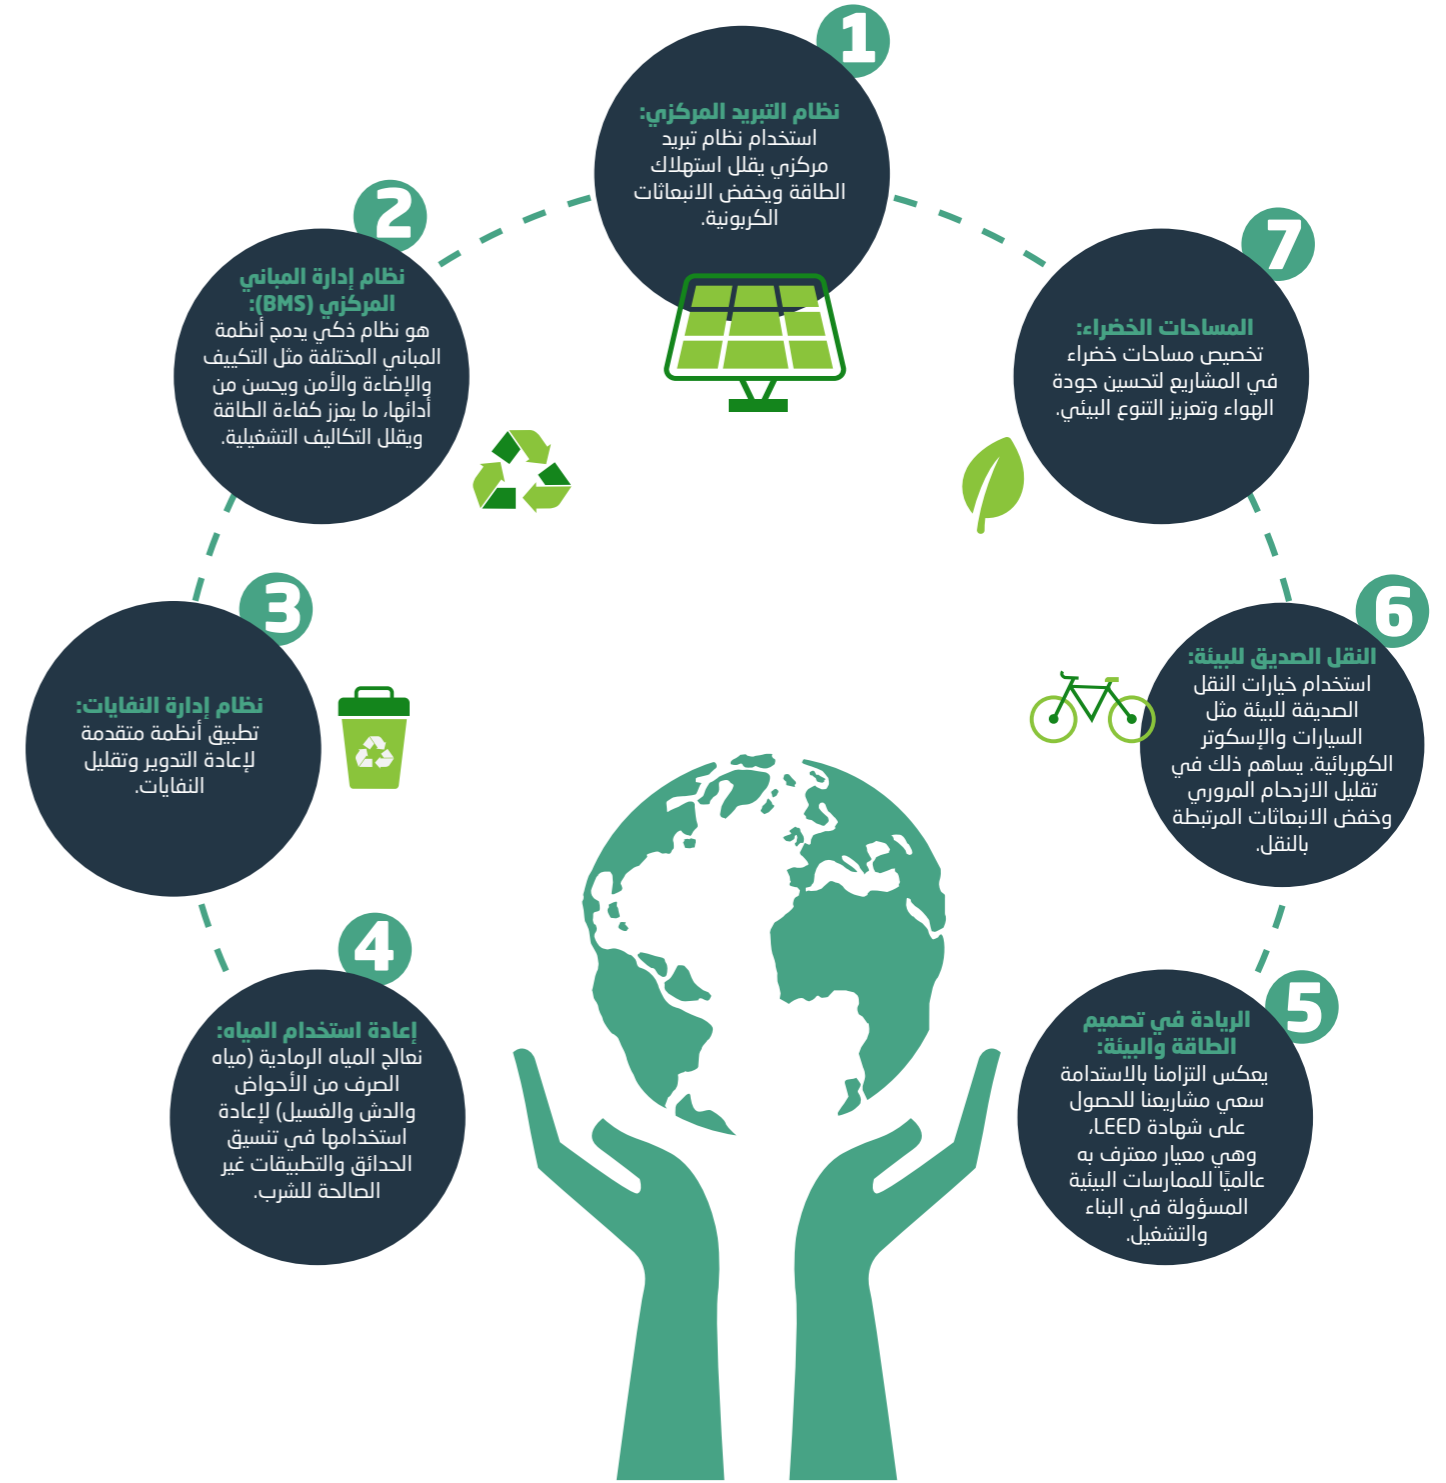 1
نظام التبريد المركزي:
استخدام نظام تبريد
مركزي يقلل استهلاك
الطاقة ويخفض الانبعاثات
الكربونية.
2
نظام إدارة المباني
المركزي (BMS):
هو نظام ذكي يدمج أنظمة
المباني المختلفة مثل التكييف
والإضاءة والأمن ويحسن من
أدائها، ما يعزز كفاءة الطاقة
ويقلل التكاليف التشغيلية.
3
نظام إدارة النفايات:
تطبيق أنظمة متقدمة
لإعادة التدوير وتقليل
النفايات.
4
إعادة استخدام المياه:
نعالج المياه الرمادية (مياه
الصرف من الأحواض
والدش والغسيل) لإعادة
استخدامها في تنسيق
الحدائق والتطبيقات غير
الصالحة للشرب.
5
الريادة في تصميم
الطاقة والبيئة:
يعكس التزامنا بالاستدامة
سعي مشاريعنا للحصول
على شهادة LEED،
وهي معيار معترف به
عالميًا للممارسات البيئية
المسؤولة في البناء
والتشغيل.
6
النقل الصديق للبيئة:
استخدام خيارات النقل
الصديقة للبيئة مثل
السيارات والإسكوتر
الكهربائية. يساهم ذلك في
تقليل الازدحام المروري
وخفض الانبعاثات المرتبطة
بالنقل.
7
المساحات الخضراء:
تخصيص مساحات خضراء
في المشاريع لتحسين جودة
الهواء وتعزيز التنوع البيئي.